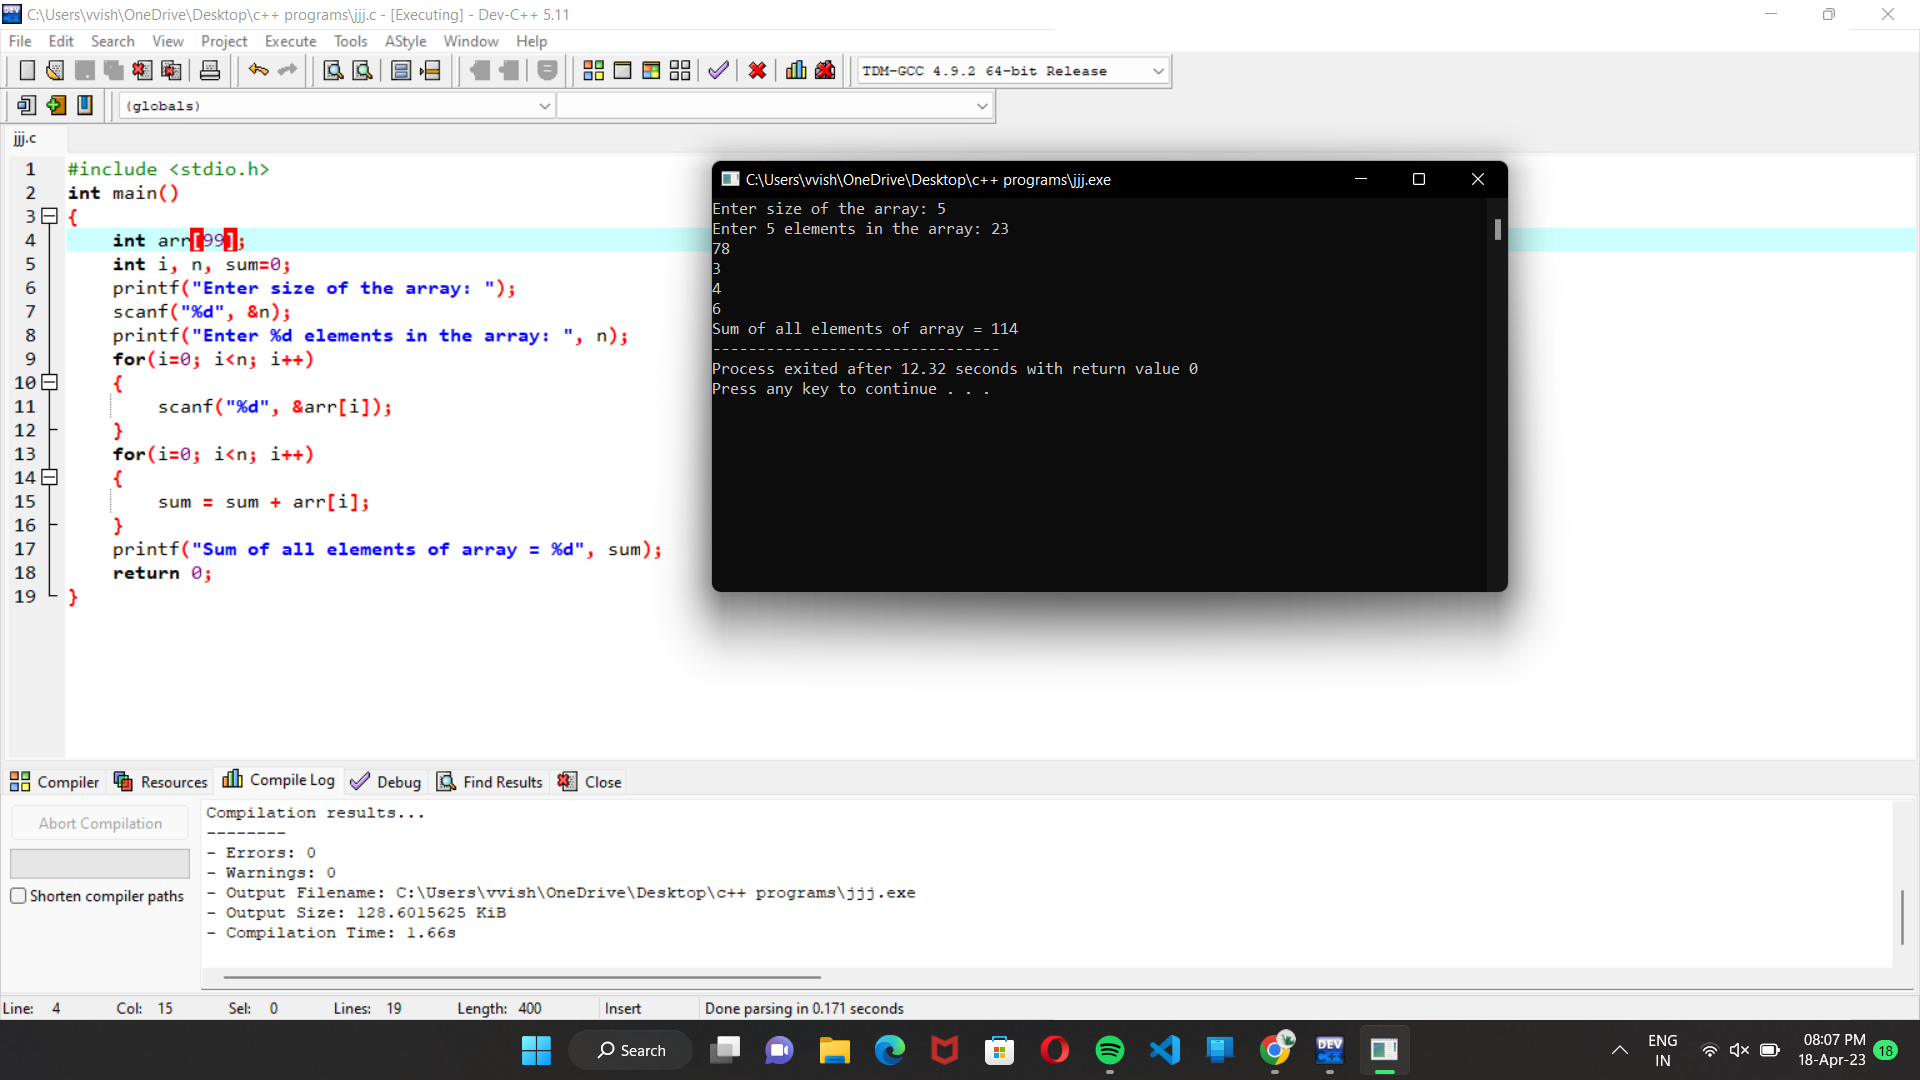 C:\Users\vvish\OneDrive\Desktop\c++ programs\jjj.c - [Executing] - Dev-C++ 5.11
File Edit Search View Project Execute Tools AStyle Window Help
TDM-GCC 4.9.2 64-bit Release
(globals)
jjj.c
1 #include <stdio.h>
2 int main()
3 {
4 int arr[99];
5 int i, n, sum=0;
6 printf("Enter size of the array: ");
7 scanf("%d", &n);
8 printf("Enter %d elements in the array: ", n);
9 for(i=0; i<n; i++)
10 {
11 scanf("%d", &arr[i]);
12 }
13 for(i=0; i<n; i++)
14 {
15 sum = sum + arr[i];
16 }
17 printf("Sum of all elements of array = %d", sum);
18 return 0;
19 }
C:\Users\vvish\OneDrive\Desktop\c++ programs\jjj.exe
Enter size of the array: 5
Enter 5 elements in the array: 23
78
3
4
6
Sum of all elements of array = 114
--------------------------------
Process exited after 12.32 seconds with return value 0
Press any key to continue . . .
Compiler Resources Compile Log Debug Find Results Close
Abort Compilation
Shorten compiler paths
Compilation results...
--------
- Errors: 0
- Warnings: 0
- Output Filename: C:\Users\vvish\OneDrive\Desktop\c++ programs\jjj.exe
- Output Size: 128.6015625 KiB
- Compilation Time: 1.66s
Line: 4 Col: 15 Sel: 0 Lines: 19 Length: 400 Insert Done parsing in 0.171 seconds
Search
DEV
C++
ENG
IN
08:07 PM
18-Apr-23
18